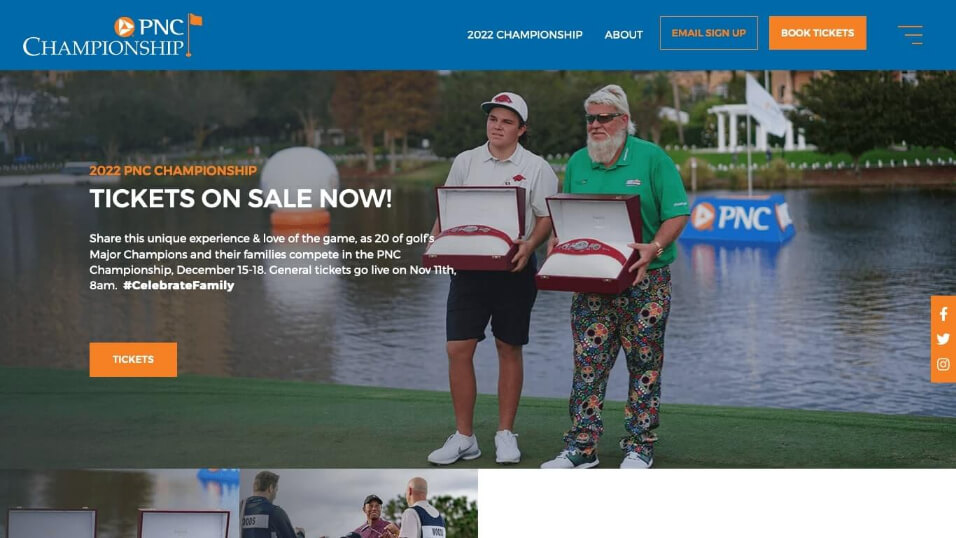 PNC
CHAMPIONSHIP
2022 CHAMPIONSHIP
ABOUT
EMAIL SIGN UP
BOOK TICKETS
2022 PNC CHAMPIONSHIP
TICKETS ON SALE NOW!
Share this unique experience & love of the game, as 20 of golf's
Major Champions and their families compete in the PNC
Championship, December 15-18. General tickets go live on Nov 11th,
8am. #CelebrateFamily
TICKETS
PNC
WOODS
WOODS